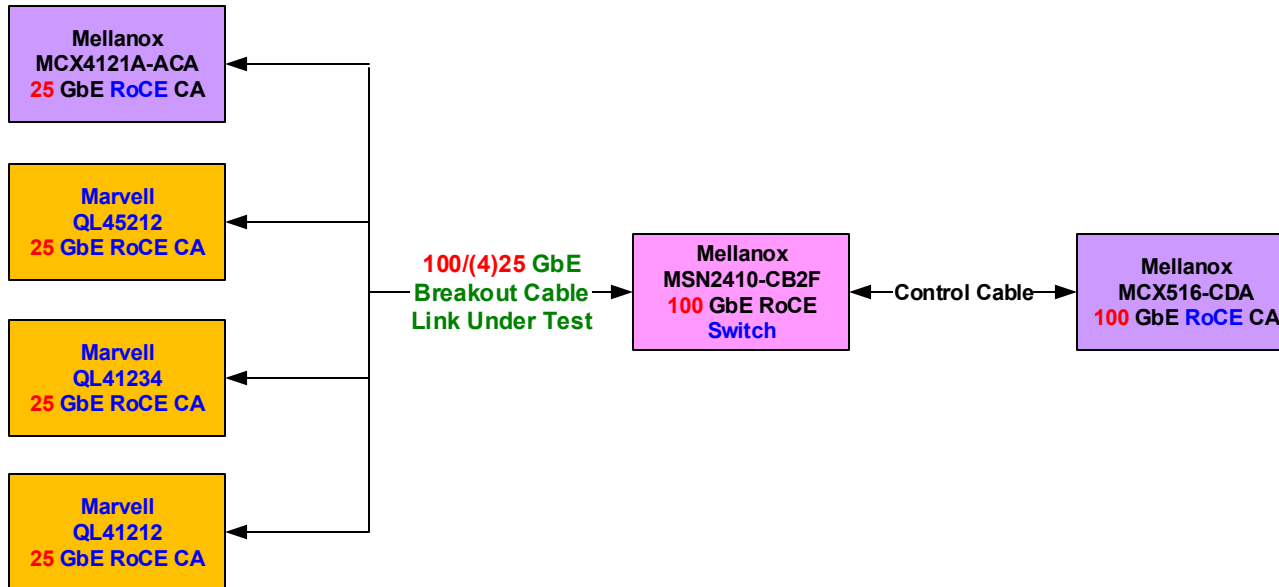 Mellanox
MCX4121A-ACA
25 GbE RoCE CA
Marvell
QL45212
25 GbE RoCE CA
Marvell
QL41234
25 GbE RoCE CA
Marvell
QL41212
25 GbE RoCE CA
100/(4)25 GbE
Breakout Cable
Link Under Test
Mellanox
MSN2410-CB2F
100 GbE RoCE
Switch
Control Cable
Mellanox
MCX516-CDA
100 GbE RoCE CA